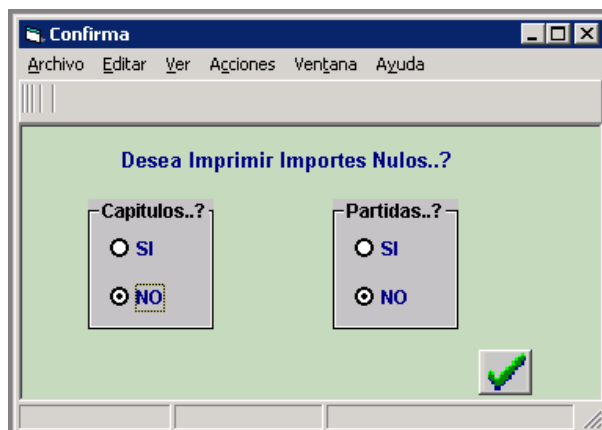 Confirma
Archivo Editar Ver Acciones Ventana Ayuda
Desea Imprimir Importes Nulos..?
Capitulos..? Partidas..?
SI SI
NO NO